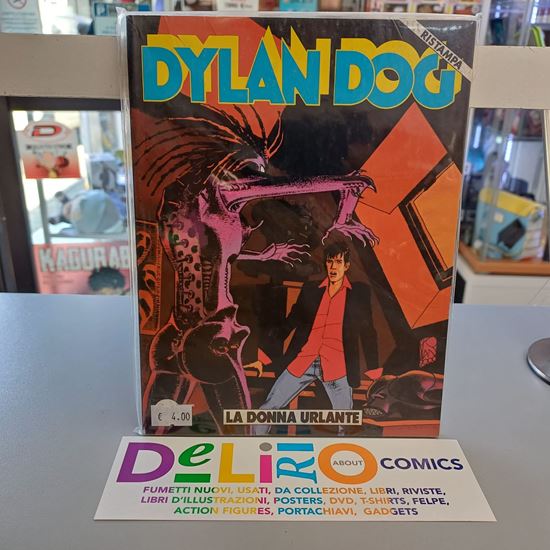 DYLAN DOG
RISTAMPA
KAGURAB
€ 4.00
LA DONNA URLANTE
DeLiRiO ABOUT COMICS
FUMETTI NUOVI, USATI, DA COLLEZIONE, LIBRI, RIVISTE,
LIBRI D'ILLUSTRAZIONI, POSTERS, DVD, T-SHIRTS, FELPE,
ACTION FIGURES, PORTACHIAVI, GADGETS